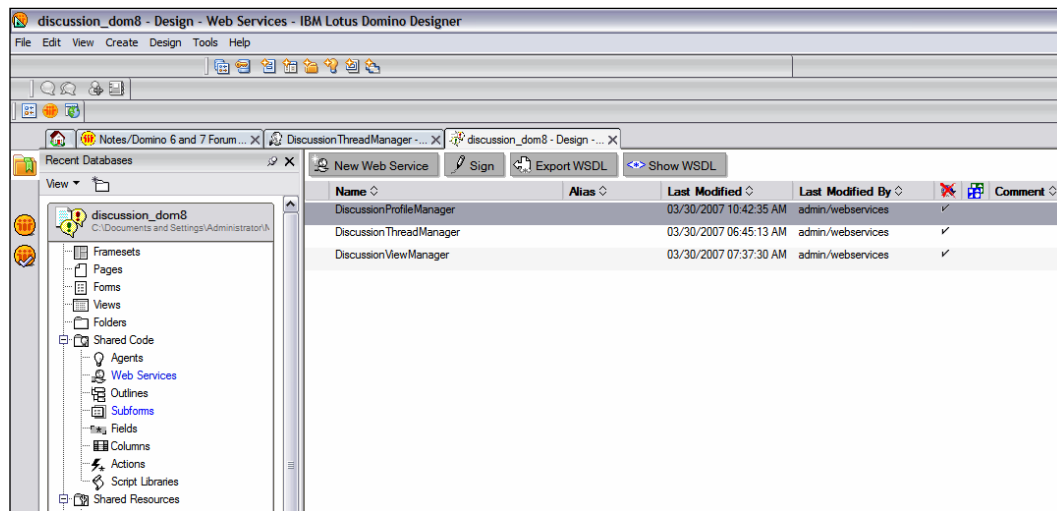 discussion_dom8 - Design - Web Services - IBM Lotus Domino Designer
File Edit View Create Design Tools Help
Notes/Domino 6 and 7 Forum... DiscussionThreadManager -... discussion_dom8 - Design -...
Recent Databases
View
discussion_dom8
C:\Documents and Settings\Administrator\N
Framesets
Pages
Forms
Views
Folders
Shared Code
Agents
Web Services
Outlines
Subforms
Fields
Columns
Actions
Script Libraries
Shared Resources
New Web Service Sign Export WSDL Show WSDL
Name Alias Last Modified Last Modified By Comment
DiscussionProfileManager 03/30/2007 10:42:35 AM admin/webservices
DiscussionThreadManager 03/30/2007 06:45:13 AM admin/webservices
DiscussionViewManager 03/30/2007 07:37:30 AM admin/webservices